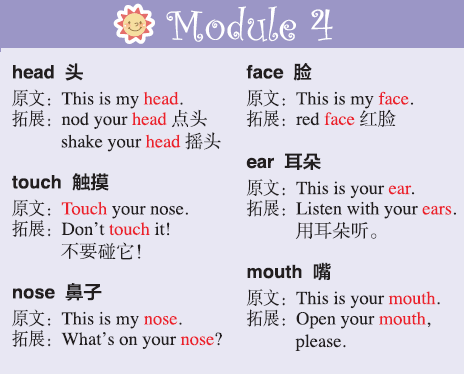 Module 4
head 头
原文：This is my head.
拓展：nod your head 点头
shake your head 摇头
touch 触摸
原文：Touch your nose.
拓展：Don't touch it!
不要碰它！
nose 鼻子
原文：This is my nose.
拓展：What's on your nose?
face 脸
原文：This is my face.
拓展：red face 红脸
ear 耳朵
原文：This is your ear.
拓展：Listen with your ears.
用耳朵听。
mouth 嘴
原文：This is your mouth.
拓展：Open your mouth,
please.